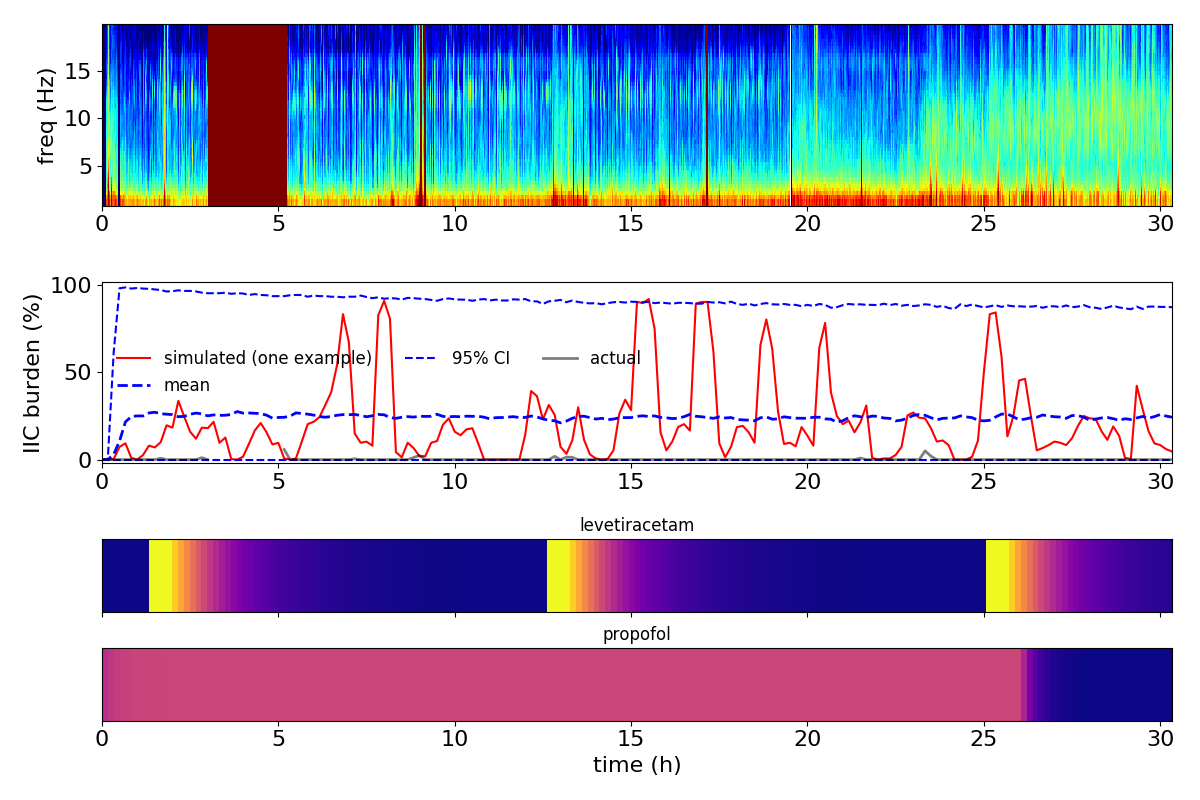 freq (Hz)
15
10
5
0 5 10 15 20 25 30
IIC burden (%)
100
50
0
simulated (one example) 95% CI actual
mean
0 5 10 15 20 25 30
levetiracetam
propofol
0 5 10 15 20 25 30
time (h)